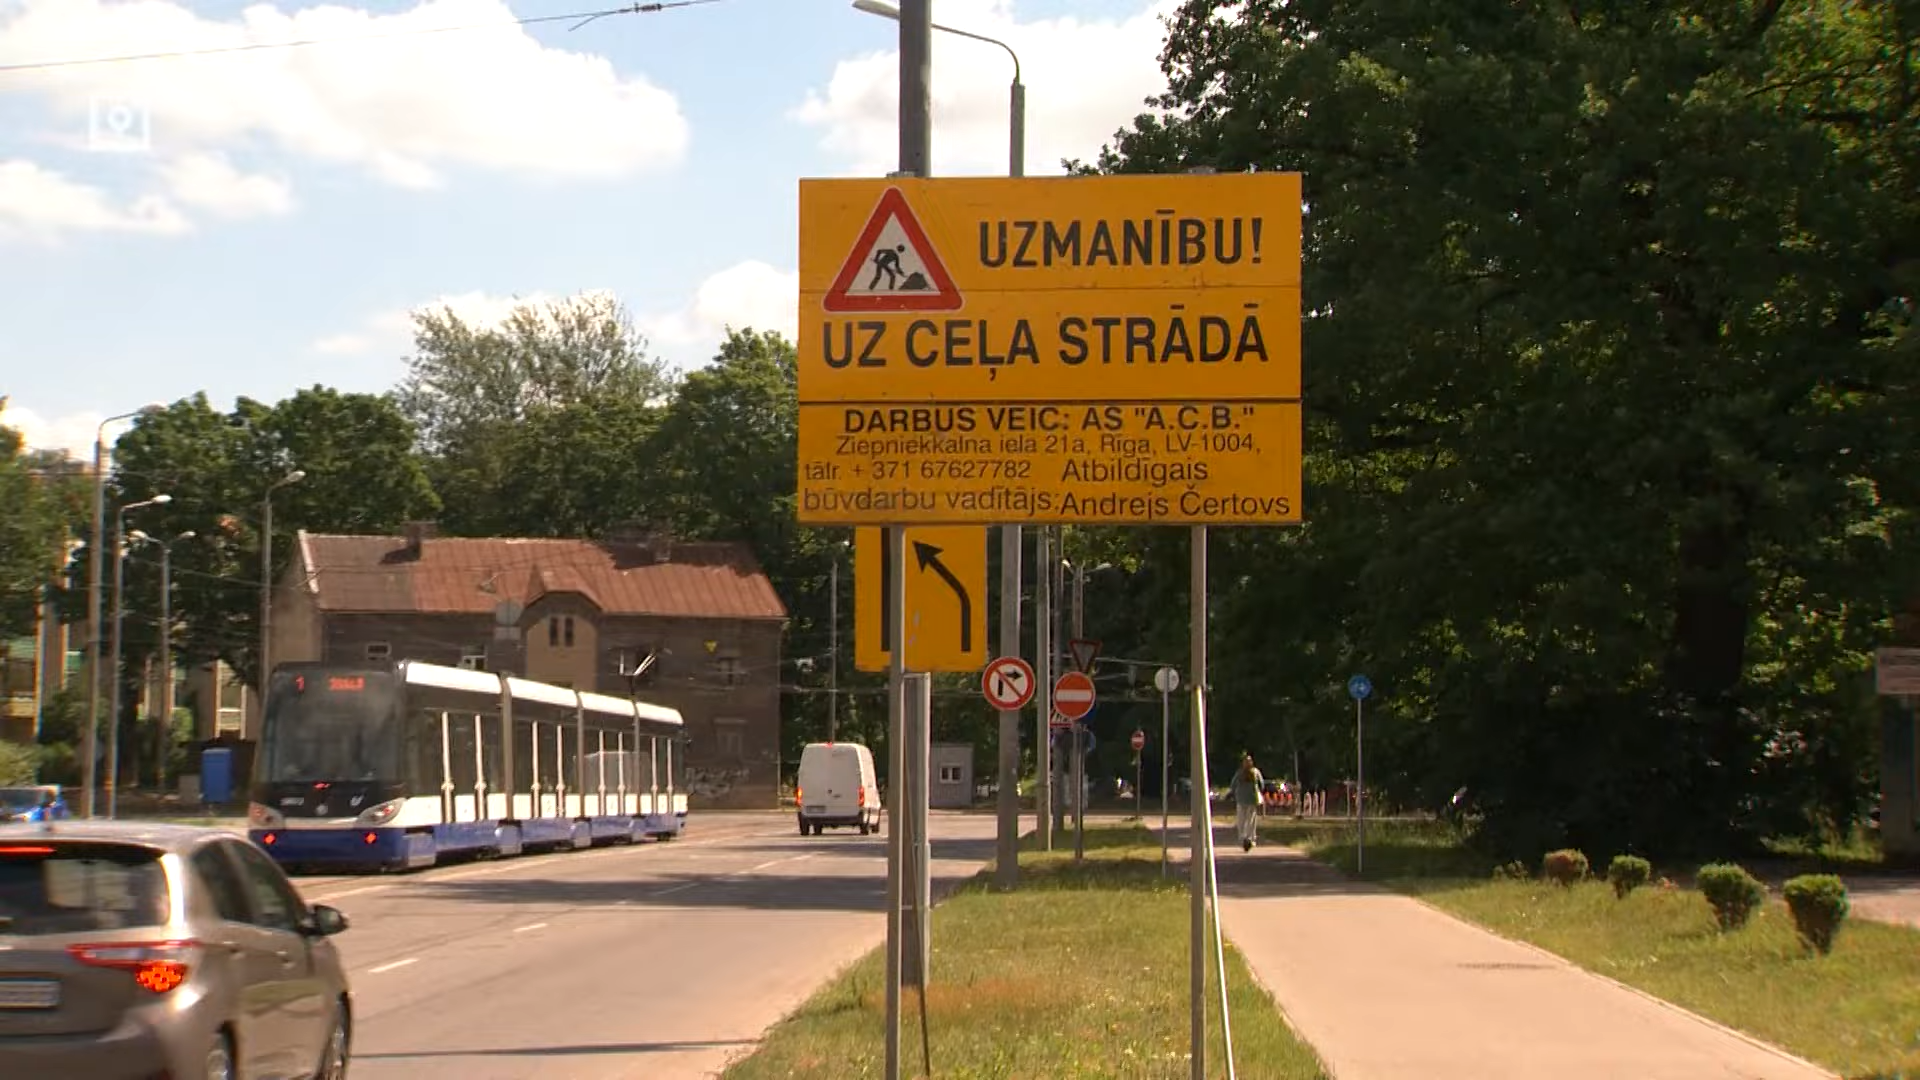 UZMANĪBU!
UZ CEĻA STRĀDĀ
DARBUS VEIC: AS "A.C.B."
Ziepniekkalna iela 21a, Rīga, LV-1004,
tālr. + 371 67627782 Atbildīgais
būvdarbu vadītājs: Andrejs Čertovs
1